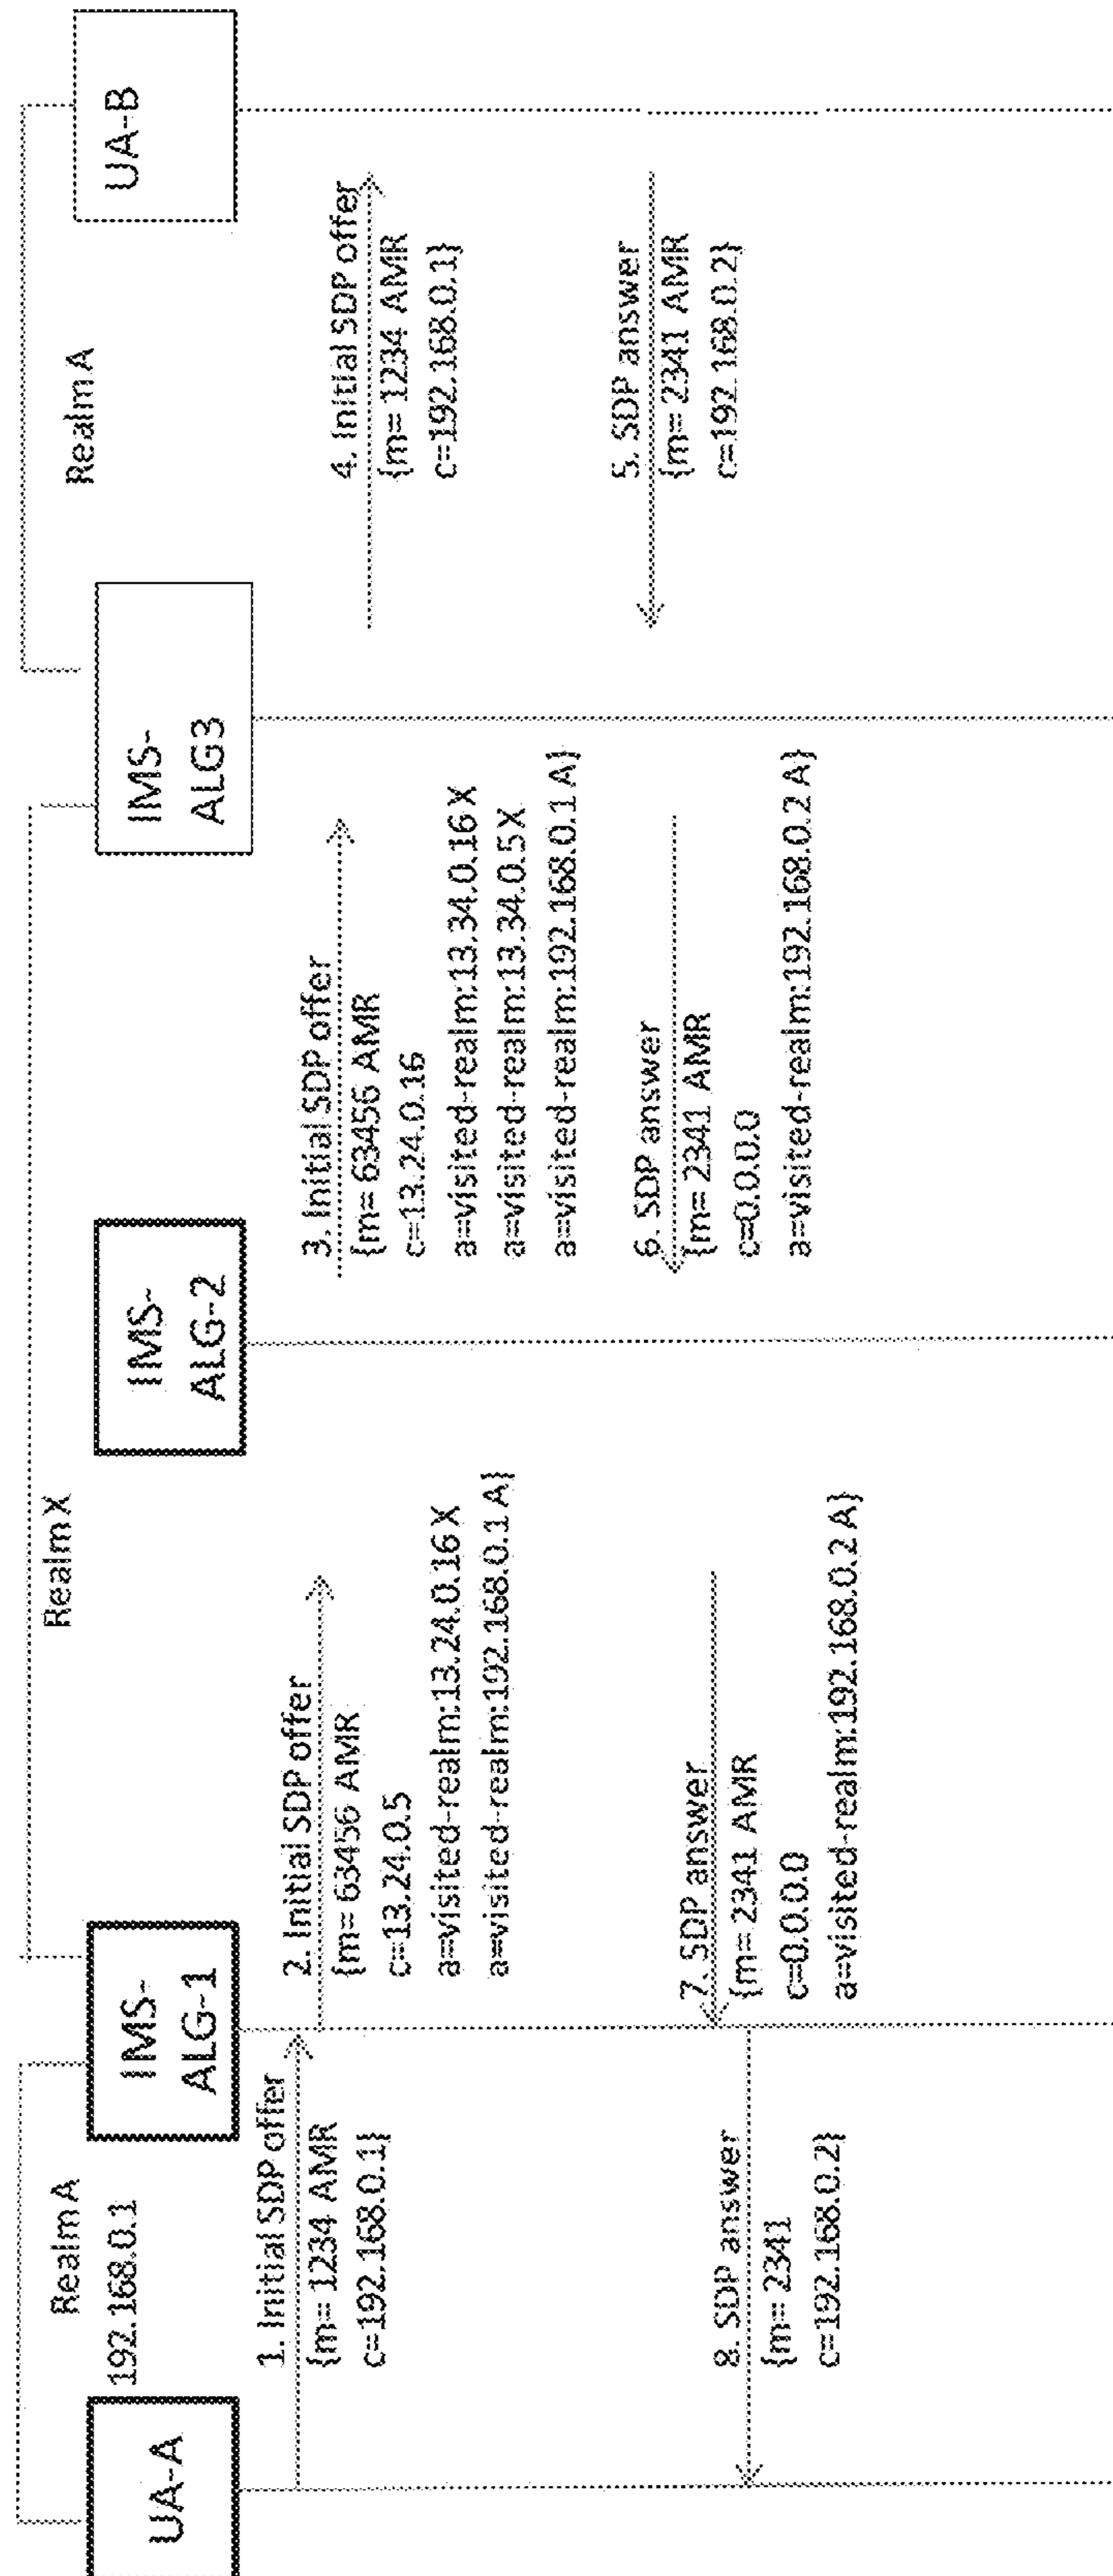 Realm A
192.168.0.1
Realm X
Realm A
UA-A
IMS-
ALG-1
IMS-
ALG-2
IMS-
ALG3
UA-B
1. Initial SDP offer
{m= 1234 AMR
c=192.168.0.1}
2. Initial SDP offer
{m= 63456 AMR
c=13.24.0.5
a=visited-realm:13.24.0.16 X
a=visited-realm:192.168.0.1 A}
3. Initial SDP offer
{m= 63456 AMR
c=13.24.0.16
a=visited-realm:13.34.0.16 X
a=visited-realm:13.34.0.5 X
a=visited-realm:192.168.0.1 A}
4. Initial SDP offer
{m= 1234 AMR
c=192.168.0.1}
5. SDP answer
{m= 2341 AMR
c=192.168.0.2}
6. SDP answer
{m= 2341 AMR
c=0.0.0.0
a=visited-realm:192.168.0.2 A}
7. SDP answer
{m= 2341 AMR
c=0.0.0.0
a=visited-realm:192.168.0.2 A}
8. SDP answer
{m= 2341
c=192.168.0.2}